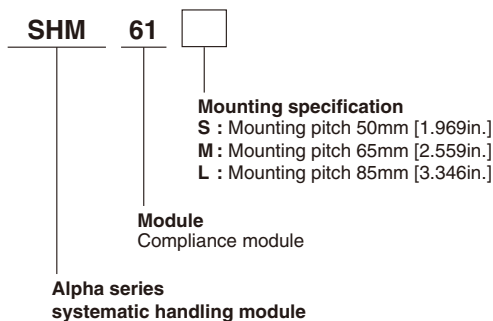 SHM 61
Mounting specification
S : Mounting pitch 50mm [1.969in.]
M : Mounting pitch 65mm [2.559in.]
L : Mounting pitch 85mm [3.346in.]
Module
Compliance module
Alpha series
systematic handling module